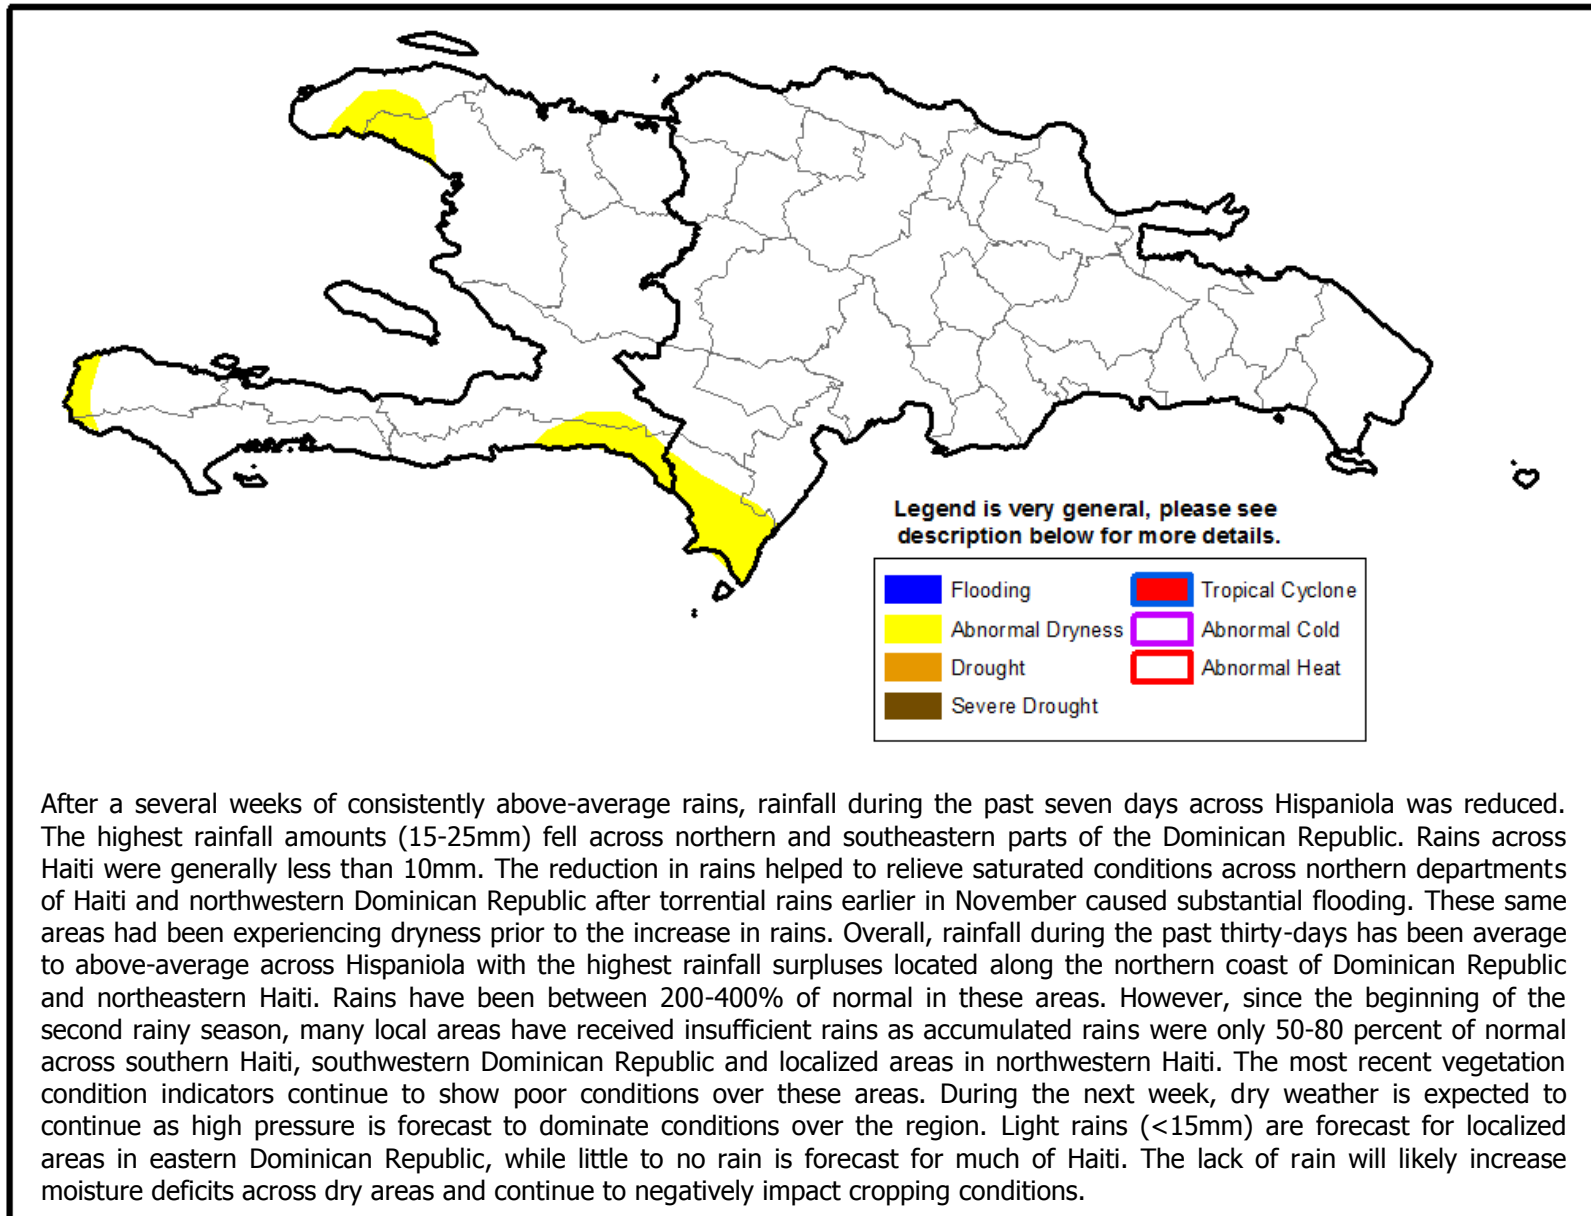 Legend is very general, please see
description below for more details.
Flooding
Tropical Cyclone
Abnormal Dryness
Abnormal Cold
Drought
Abnormal Heat
Severe Drought
After a several weeks of consistently above-average rains, rainfall during the past seven days across Hispaniola was reduced.
The highest rainfall amounts (15-25mm) fell across northern and southeastern parts of the Dominican Republic. Rains across
Haiti were generally less than 10mm. The reduction in rains helped to relieve saturated conditions across northern departments
of Haiti and northwestern Dominican Republic after torrential rains earlier in November caused substantial flooding. These same
areas had been experiencing dryness prior to the increase in rains. Overall, rainfall during the past thirty-days has been average
to above-average across Hispaniola with the highest rainfall surpluses located along the northern coast of Dominican Republic
and northeastern Haiti. Rains have been between 200-400% of normal in these areas. However, since the beginning of the
second rainy season, many local areas have received insufficient rains as accumulated rains were only 50-80 percent of normal
across southern Haiti, southwestern Dominican Republic and localized areas in northwestern Haiti. The most recent vegetation
condition indicators continue to show poor conditions over these areas. During the next week, dry weather is expected to
continue as high pressure is forecast to dominate conditions over the region. Light rains (<15mm) are forecast for localized
areas in eastern Dominican Republic, while little to no rain is forecast for much of Haiti. The lack of rain will likely increase
moisture deficits across dry areas and continue to negatively impact cropping conditions.